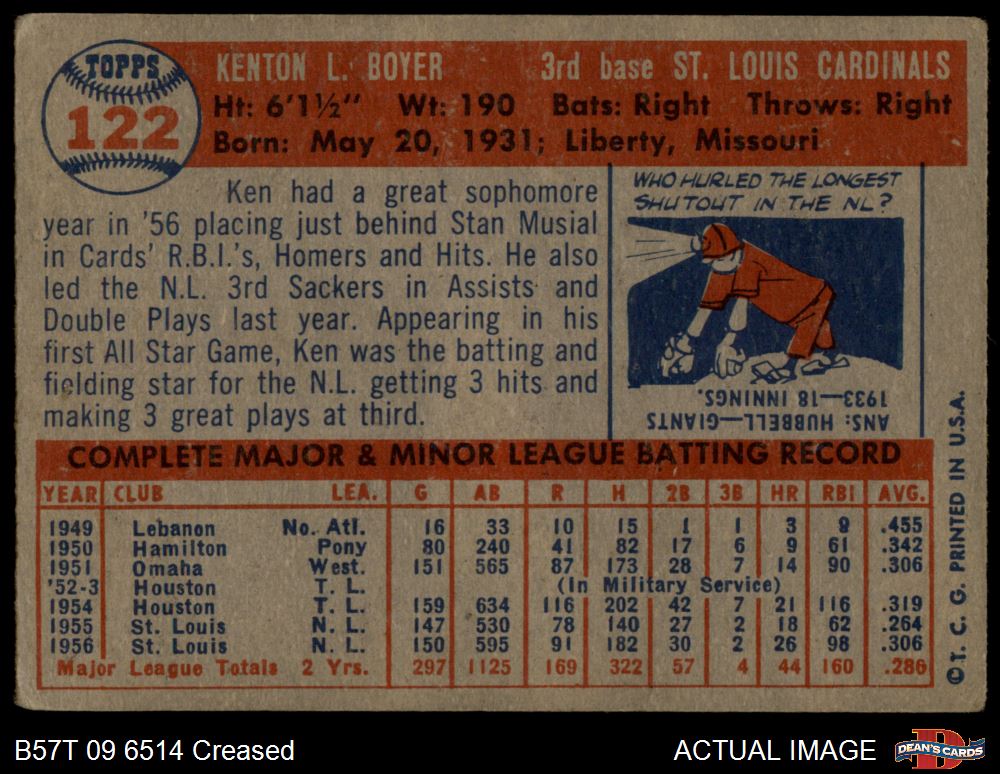 TOPPS
122
KENTON L. BOYER 3rd base ST. LOUIS CARDINALS
Ht: 6'1½" Wt: 190 Bats: Right Throws: Right
Born: May 20, 1931; Liberty, Missouri
Ken had a great sophomore
year in '56 placing just behind Stan Musial
in Cards' R.B.I.'s, Homers and Hits. He also
led the N.L. 3rd Sackers in Assists and
Double Plays last year. Appearing in his
first All Star Game, Ken was the batting and
fielding star for the N.L. getting 3 hits and
making 3 great plays at third.
WHO HURLED THE LONGEST
SHUTOUT IN THE NL?
ANS: HUBBELL—GIANTS
1933—18 INNINGS.
COMPLETE MAJOR & MINOR LEAGUE BATTING RECORD
YEAR CLUB LEA. G AB R H 2B 3B HR RBI AVG.
1949 Lebanon No. Atl. 16 33 10 15 1 1 3 9 .455
1950 Hamilton Pony 80 240 41 82 17 6 9 61 .342
1951 Omaha West. 151 565 87 173 28 7 14 90 .306
'52-3 Houston T. L. (In Military Service)
1954 Houston T. L. 159 634 116 202 42 7 21 116 .319
1955 St. Louis N. L. 147 530 78 140 27 2 18 62 .264
1956 St. Louis N. L. 150 595 91 182 30 2 26 98 .306
Major League Totals 2 Yrs. 297 1125 169 322 57 4 44 160 .286
©T. C. G. PRINTED IN U.S.A.
B57T 09 6514 Creased ACTUAL IMAGE
DEAN'S CARDS